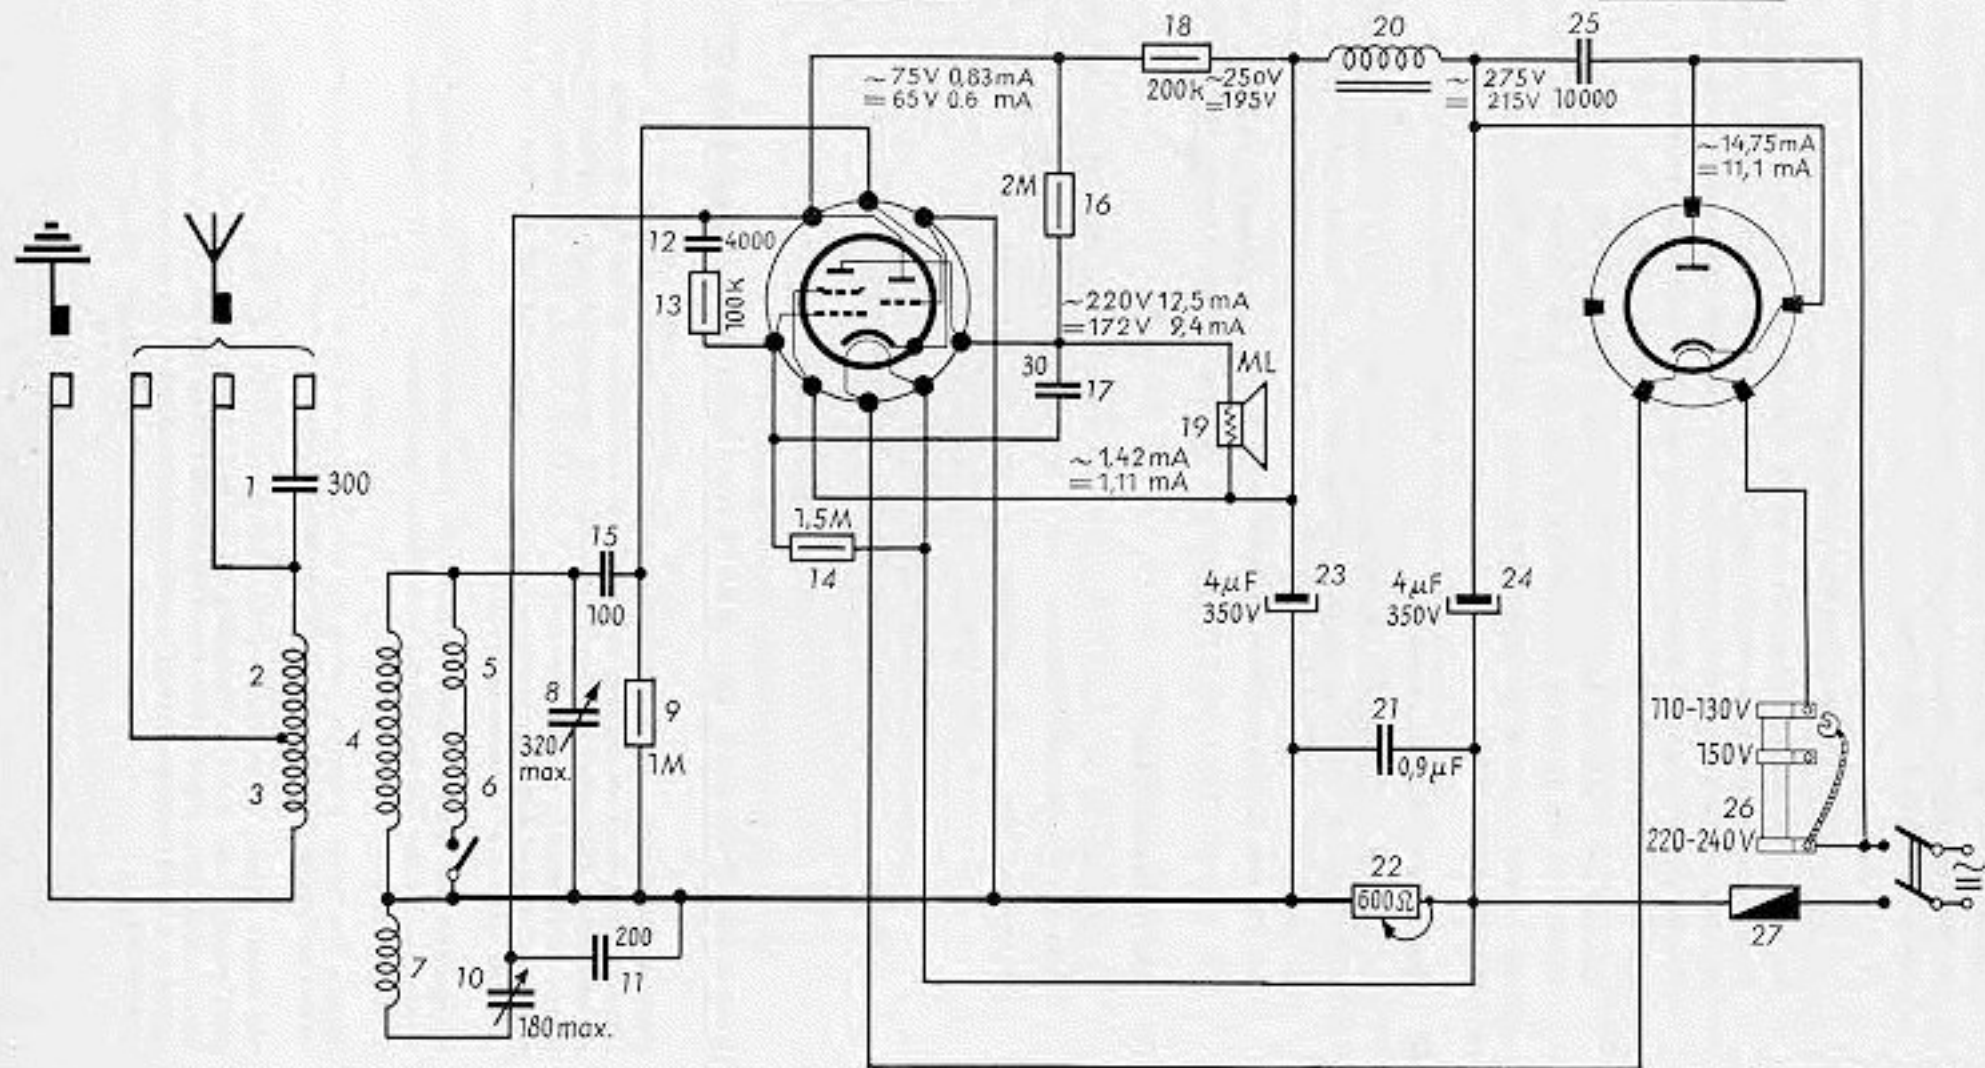 18
20
25
~ 75V 0,83mA
= 65V 0.6 mA
200k
~250V
=195V
~ 275V
= 215V
10000
~14,75mA
=11,1 mA
2M
16
12
4000
13
100k
~220V 12,5mA
=172V 9,4mA
30
17
ML
19
~1,42mA
=1,11 mA
1
300
1,5M
14
15
100
4µF
350V
23
4µF
350V
24
2
3
4
5
6
8
320
max.
9
1M
21
0,9µF
110-130V
150V
26
220-240V
22
600Ω
27
7
10
180max.
200
11